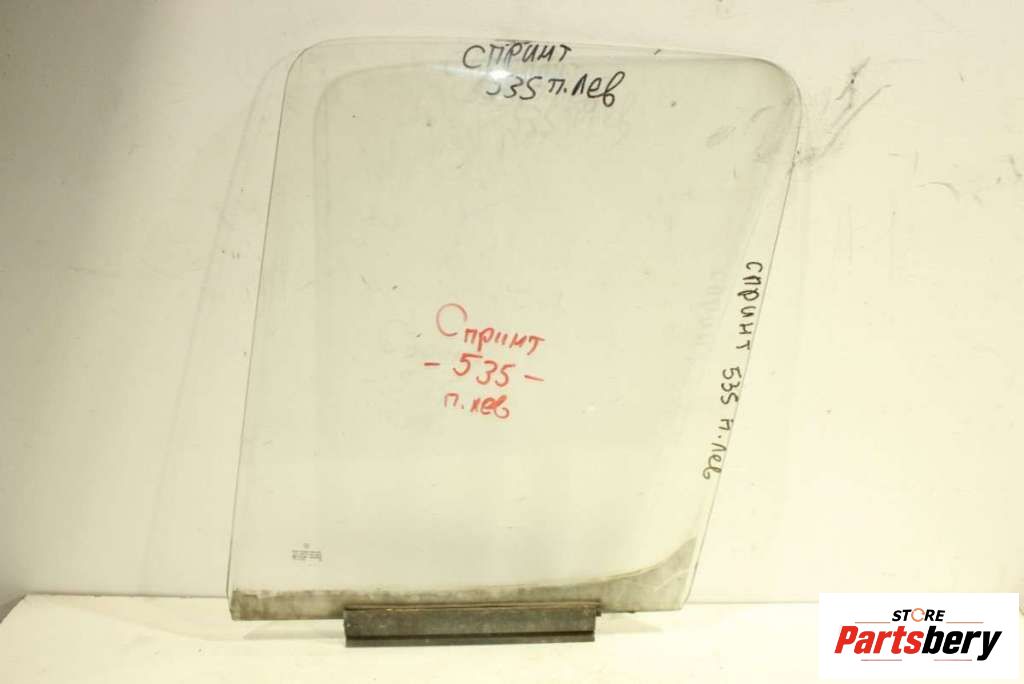 Спринт
535 п.лев
Спринт
- 535 -
п.лев
Спринт 535 п.лев
STORE
Partsbery